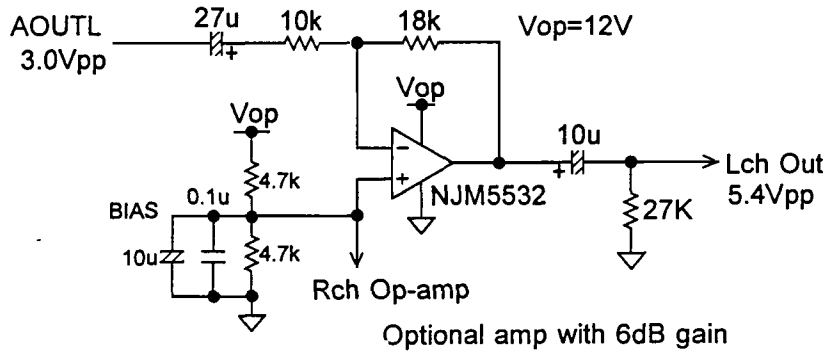 AOUTL
3.0Vpp
27u
+
10k
18k
Vop=12V
Vop
Vop
4.7k
0.1u
BIAS
10u
4.7k
−
+
NJM5532
10u
+
Lch Out
5.4Vpp
27K
Rch Op-amp
Optional amp with 6dB gain